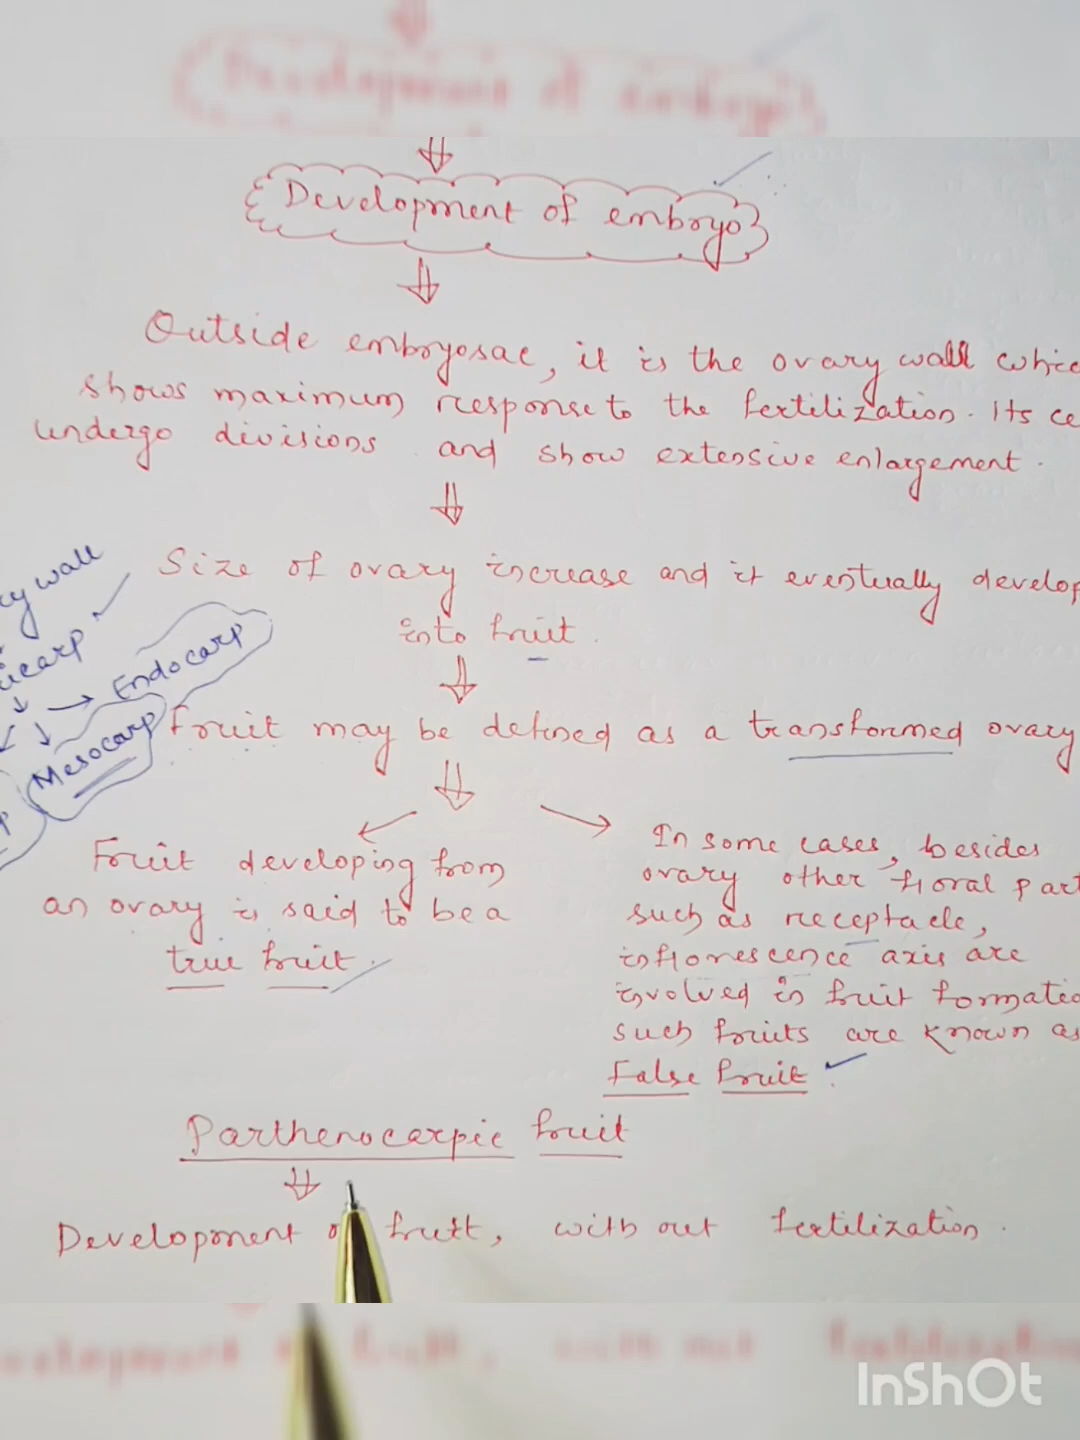 Development of embryo
Outside embryosac, it is the ovary wall whic
shows maximum response to the fertilization. Its ce
undergo divisions and show extensive enlargement.
Size of ovary increase and it eventually develop
into fruit.
wall
Endocarp
Mesocarp
Fruit may be defined as a transformed ovary
Fruit developing from
an ovary is said to be a
true fruit.
In some cases, besides
ovary other floral part
such as receptacle,
inflorescence axis are
involved in fruit formatio
such fruits are known as
False fruit.
Parthenocarpic fruit
Development of fruit, with out fertilization.
InShOt